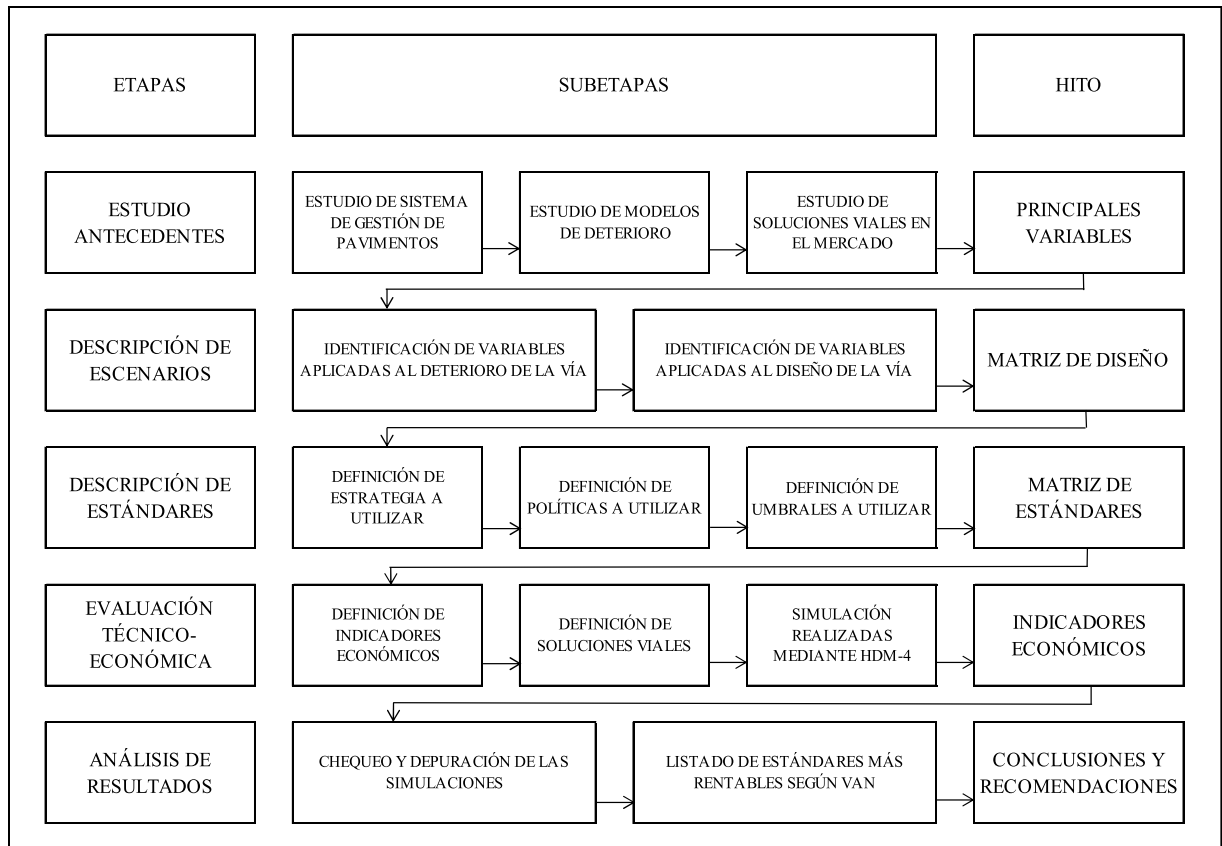 ETAPAS
SUBETAPAS
HITO
ESTUDIO
ANTECEDENTES
ESTUDIO DE SISTEMA
DE GESTIÓN DE
PAVIMENTOS
ESTUDIO DE MODELOS
DE DETERIORO
ESTUDIO DE
SOLUCIONES VIALES EN
EL MERCADO
PRINCIPALES
VARIABLES
DESCRIPCIÓN DE
ESCENARIOS
IDENTIFICACIÓN DE VARIABLES
APLICADAS AL DETERIORO DE LA VÍA
IDENTIFICACIÓN DE VARIABLES
APLICADAS AL DISEÑO DE LA VÍA
MATRIZ DE DISEÑO
DESCRIPCIÓN DE
ESTÁNDARES
DEFINICIÓN DE
ESTRATEGIA A
UTILIZAR
DEFINICIÓN DE
POLÍTICAS A UTILIZAR
DEFINICIÓN DE
UMBRALES A UTILIZAR
MATRIZ DE
ESTÁNDARES
EVALUACIÓN
TÉCNICO-
ECONÓMICA
DEFINICIÓN DE
INDICADORES
ECONÓMICOS
DEFINICIÓN DE
SOLUCIONES VIALES
SIMULACIÓN
REALIZADAS
MEDIANTE HDM-4
INDICADORES
ECONÓMICOS
ANÁLISIS DE
RESULTADOS
CHEQUEO Y DEPURACIÓN DE LAS
SIMULACIONES
LISTADO DE ESTÁNDARES MÁS
RENTABLES SEGÚN VAN
CONCLUSIONES Y
RECOMENDACIONES